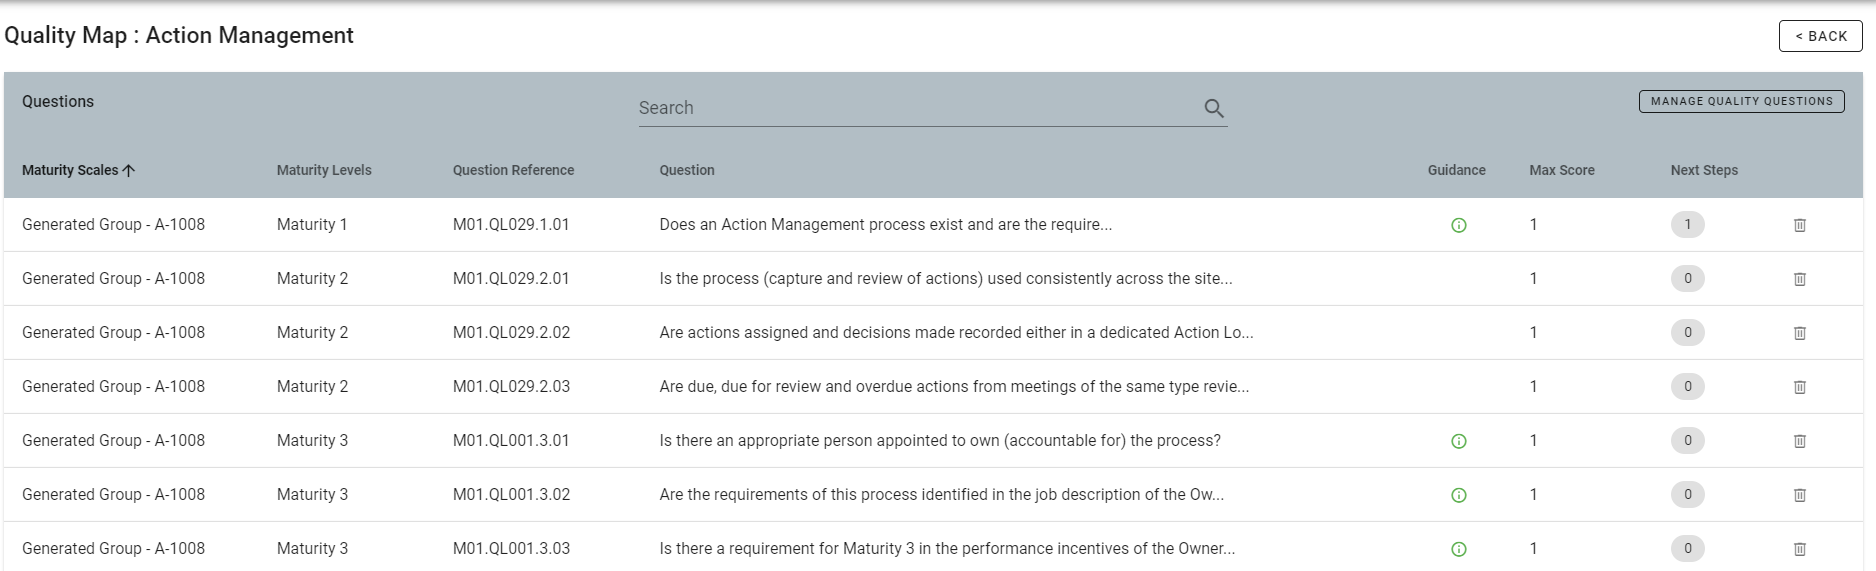 Quality Map : Action Management
< BACK
Questions
Search
MANAGE QUALITY QUESTIONS
Maturity Scales Maturity Levels Question Reference Question Guidance Max Score Next Steps
Generated Group - A-1008 Maturity 1 M01.QL029.1.01 Does an Action Management process exist and are the require... 1 1
Generated Group - A-1008 Maturity 2 M01.QL029.2.01 Is the process (capture and review of actions) used consistently across the site... 1 0
Generated Group - A-1008 Maturity 2 M01.QL029.2.02 Are actions assigned and decisions made recorded either in a dedicated Action Lo... 1 0
Generated Group - A-1008 Maturity 2 M01.QL029.2.03 Are due, due for review and overdue actions from meetings of the same type revie... 1 0
Generated Group - A-1008 Maturity 3 M01.QL001.3.01 Is there an appropriate person appointed to own (accountable for) the process? 1 0
Generated Group - A-1008 Maturity 3 M01.QL001.3.02 Are the requirements of this process identified in the job description of the Ow... 1 0
Generated Group - A-1008 Maturity 3 M01.QL001.3.03 Is there a requirement for Maturity 3 in the performance incentives of the Owner... 1 0